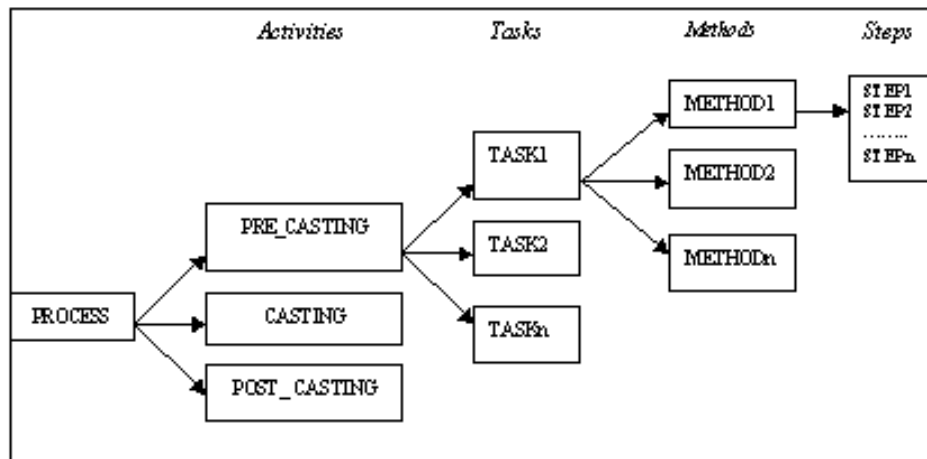 Activities Tasks Methods Steps
METHOD1
STEP1
STEP2
........
STEPn
TASK1
METHOD2
PRE_CASTING
TASK2
METHODn
PROCESS
CASTING
TASKn
POST_CASTING